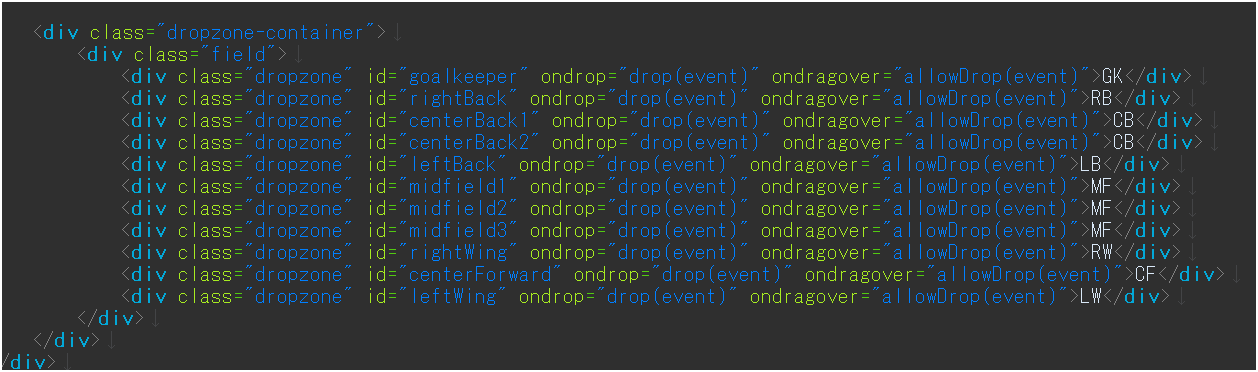 <div class="dropzone-container">↓
<div class="field">↓
<div class="dropzone" id="goalkeeper" ondrop="drop(event)" ondragover="allowDrop(event)">GK</div>↓
<div class="dropzone" id="rightBack" ondrop="drop(event)" ondragover="allowDrop(event)">RB</div>↓
<div class="dropzone" id="centerBack1" ondrop="drop(event)" ondragover="allowDrop(event)">CB</div>↓
<div class="dropzone" id="centerBack2" ondrop="drop(event)" ondragover="allowDrop(event)">CB</div>↓
<div class="dropzone" id="leftBack" ondrop="drop(event)" ondragover="allowDrop(event)">LB</div>↓
<div class="dropzone" id="midfield1" ondrop="drop(event)" ondragover="allowDrop(event)">MF</div>↓
<div class="dropzone" id="midfield2" ondrop="drop(event)" ondragover="allowDrop(event)">MF</div>↓
<div class="dropzone" id="midfield3" ondrop="drop(event)" ondragover="allowDrop(event)">MF</div>↓
<div class="dropzone" id="rightWing" ondrop="drop(event)" ondragover="allowDrop(event)">RW</div>↓
<div class="dropzone" id="centerForward" ondrop="drop(event)" ondragover="allowDrop(event)">CF</div>↓
<div class="dropzone" id="leftWing" ondrop="drop(event)" ondragover="allowDrop(event)">LW</div>↓
</div>↓
</div>↓
/div>↓